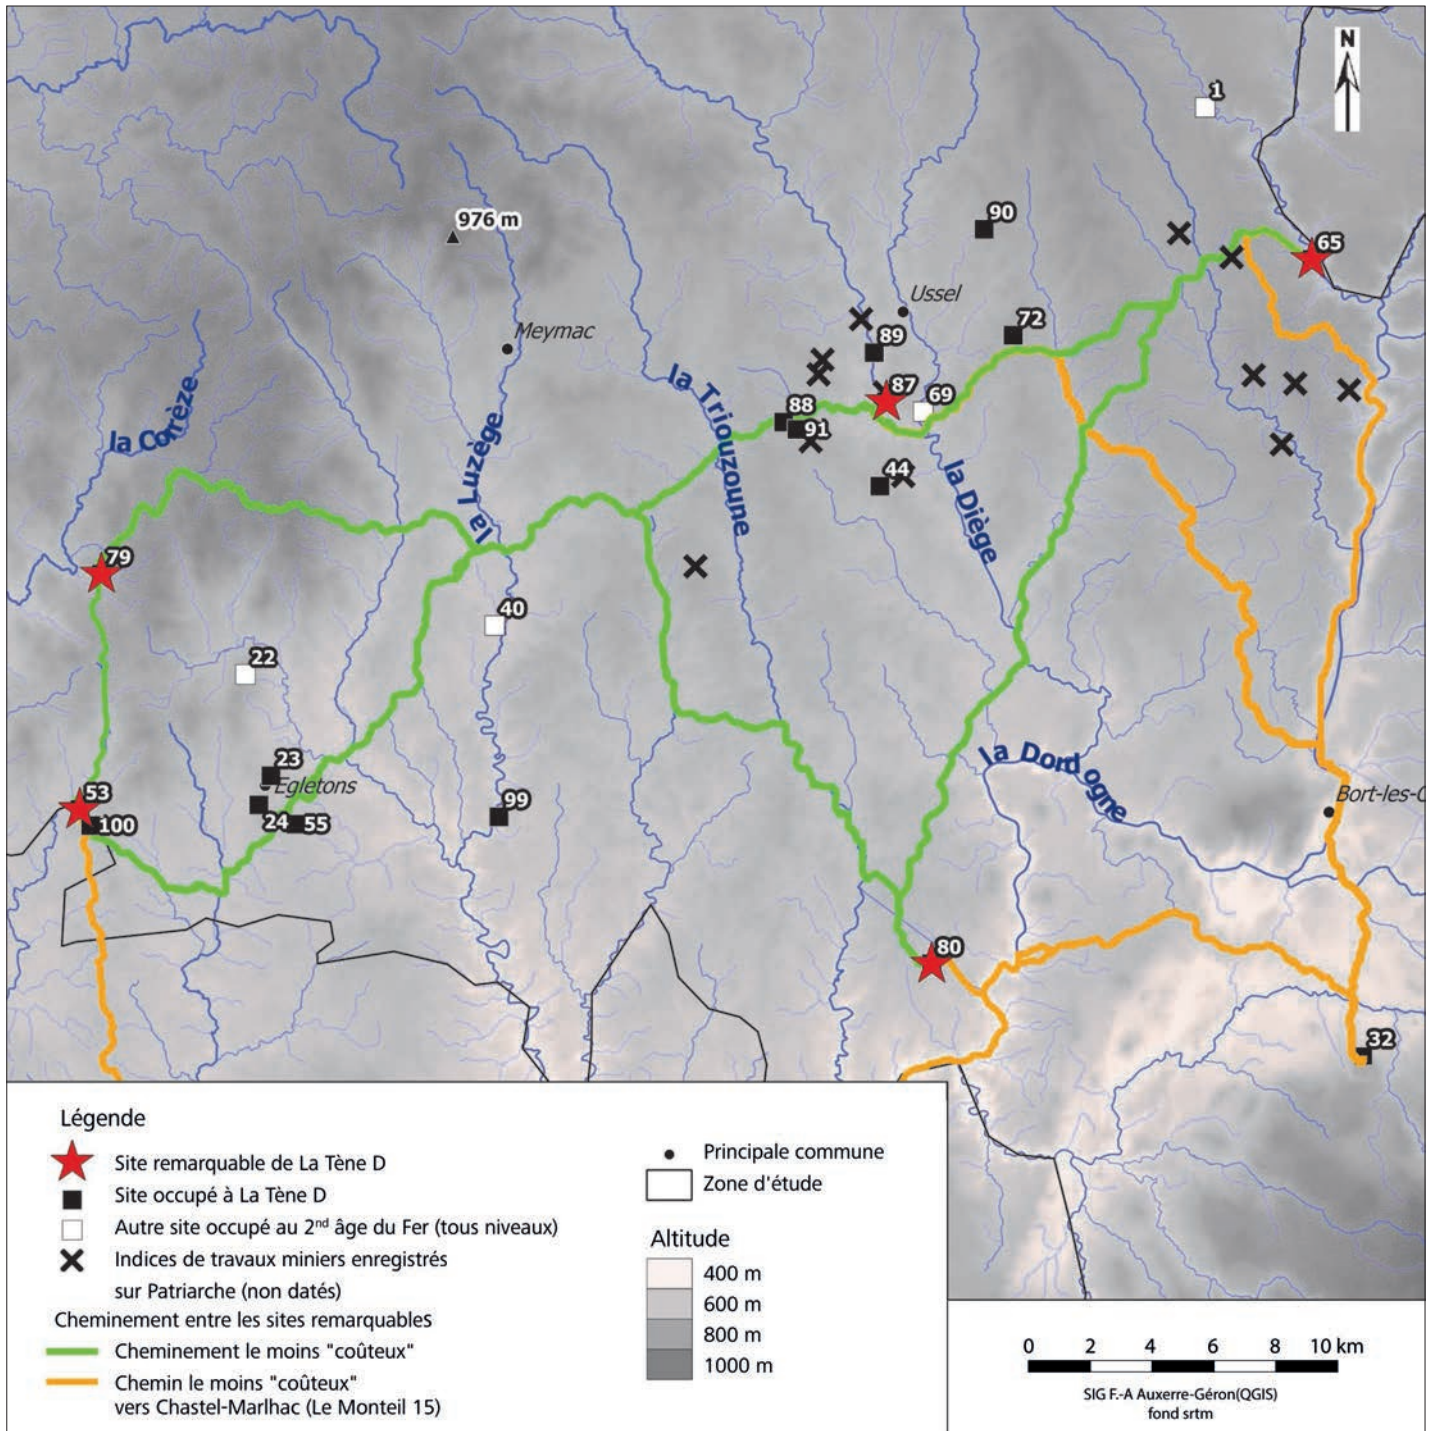 N
1
976 m
90
65
Ussel
Meymac
72
89
la Triouzoune
la Corrèze
87
69
88
91
la Luzège
44
la Diège
79
40
22
la Dordogne
23
Egletons
53
100
24
55
99
Bort-les-O
80
32
Légende
Site remarquable de La Tène D
Site occupé à La Tène D
Autre site occupé au 2nd âge du Fer (tous niveaux)
Indices de travaux miniers enregistrés
sur Patriarche (non datés)
Cheminement entre les sites remarquables
Cheminement le moins "coûteux"
Chemin le moins "coûteux"
vers Chastel-Marlhac (Le Monteil 15)
Principale commune
Zone d'étude
Altitude
400 m
600 m
800 m
1000 m
0 2 4 6 8 10 km
SIG F.-A Auxerre-Géron(QGIS)
fond srtm